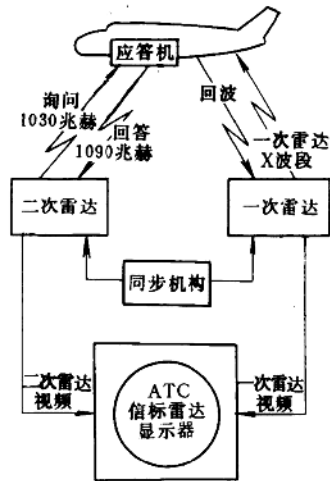 应答机
询问
1030兆赫
回答
1090兆赫
回波
一次雷达
X波段
二次雷达
一次雷达
同步机构
二次雷达
视频
ATC
信标雷达
显示器
一次雷达
视频